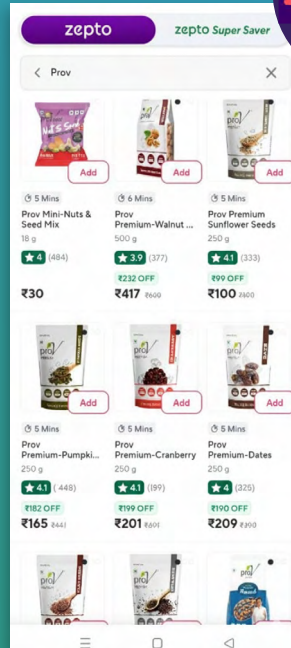 zepto
zepto Super Saver
Prov
Add
Add
Add
5 Mins
6 Mins
5 Mins
Prov Mini-Nuts &
Seed Mix
Prov
Premium-Walnut ...
Prov Premium
Sunflower Seeds
18 g
500 g
250 g
4 (484)
3.9 (377)
4.1 (333)
₹232 OFF
₹99 OFF
₹30
₹417
₹100
Add
Add
Add
5 Mins
5 Mins
5 Mins
Prov
Premium-Pumpki...
Prov
Premium-Cranberry
Prov
Premium-Dates
250 g
250 g
250 g
4.1 (448)
4.1 (199)
4 (325)
₹182 OFF
₹199 OFF
₹190 OFF
₹165
₹201
₹209